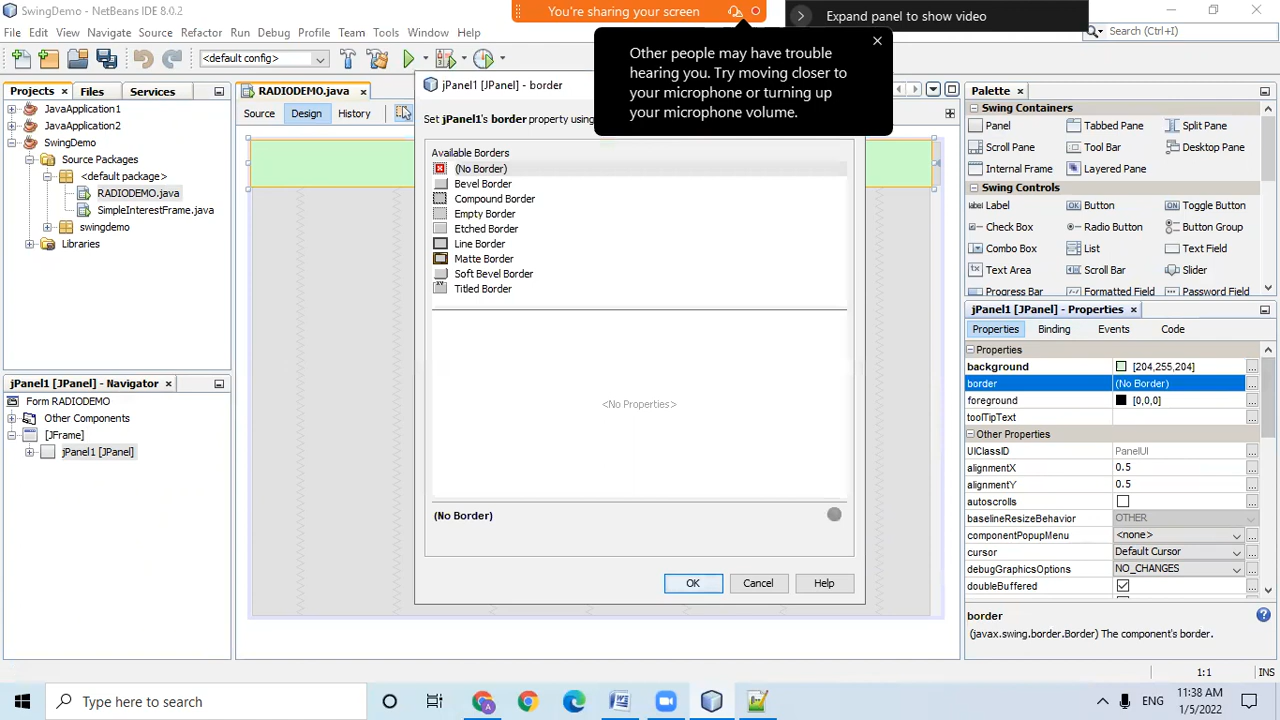 SwingDemo - NetBeans IDE 8.0.2
You're sharing your screen
Expand panel to show video
File Edit View Navigate Source Refactor Run Debug Profile Team Tools Window
Search (Ctrl+I)
Other people may have trouble
hearing you. Try moving closer to
your microphone or turning up
your microphone volume.
<default config>
Projects Files Services
JavaApplication1
JavaApplication2
SwingDemo
Source Packages
<default package>
RADIODEMO.java
SimpleInterestFrame.java
swingdemo
Libraries
RADIODEMO.java
Source Design History
jPanel1 [JPanel] - border
Set jPanel1's border property using
Available Borders
(No Border)
Bevel Border
Compound Border
Empty Border
Etched Border
Line Border
Matte Border
Soft Bevel Border
Titled Border
<No Properties>
(No Border)
OK Cancel Help
Palette
Swing Containers
Panel Tabbed Pane Split Pane
Scroll Pane Tool Bar Desktop Pane
Internal Frame Layered Pane
Swing Controls
Label Button Toggle Button
Check Box Radio Button Button Group
Combo Box List Text Field
Text Area Scroll Bar Slider
Progress Bar Formatted Field Password Field
jPanel1 [JPanel] - Properties
Properties Binding Events Code
Properties
background [204,255,204]
border (No Border)
foreground [0,0,0]
toolTipText
Other Properties
UIClassID PanelUI
alignmentX 0.5
alignmentY 0.5
autoscrolls
baselineResizeBehavior OTHER
componentPopupMenu <none>
cursor Default Cursor
debugGraphicsOptions NO_CHANGES
doubleBuffered
border
(javax.swing.border.Border) The component's border.
jPanel1 [JPanel] - Navigator
Form RADIODEMO
Other Components
[JFrame]
jPanel1 [JPanel]
1:1 INS
Type here to search
ENG
11:38 AM
1/5/2022